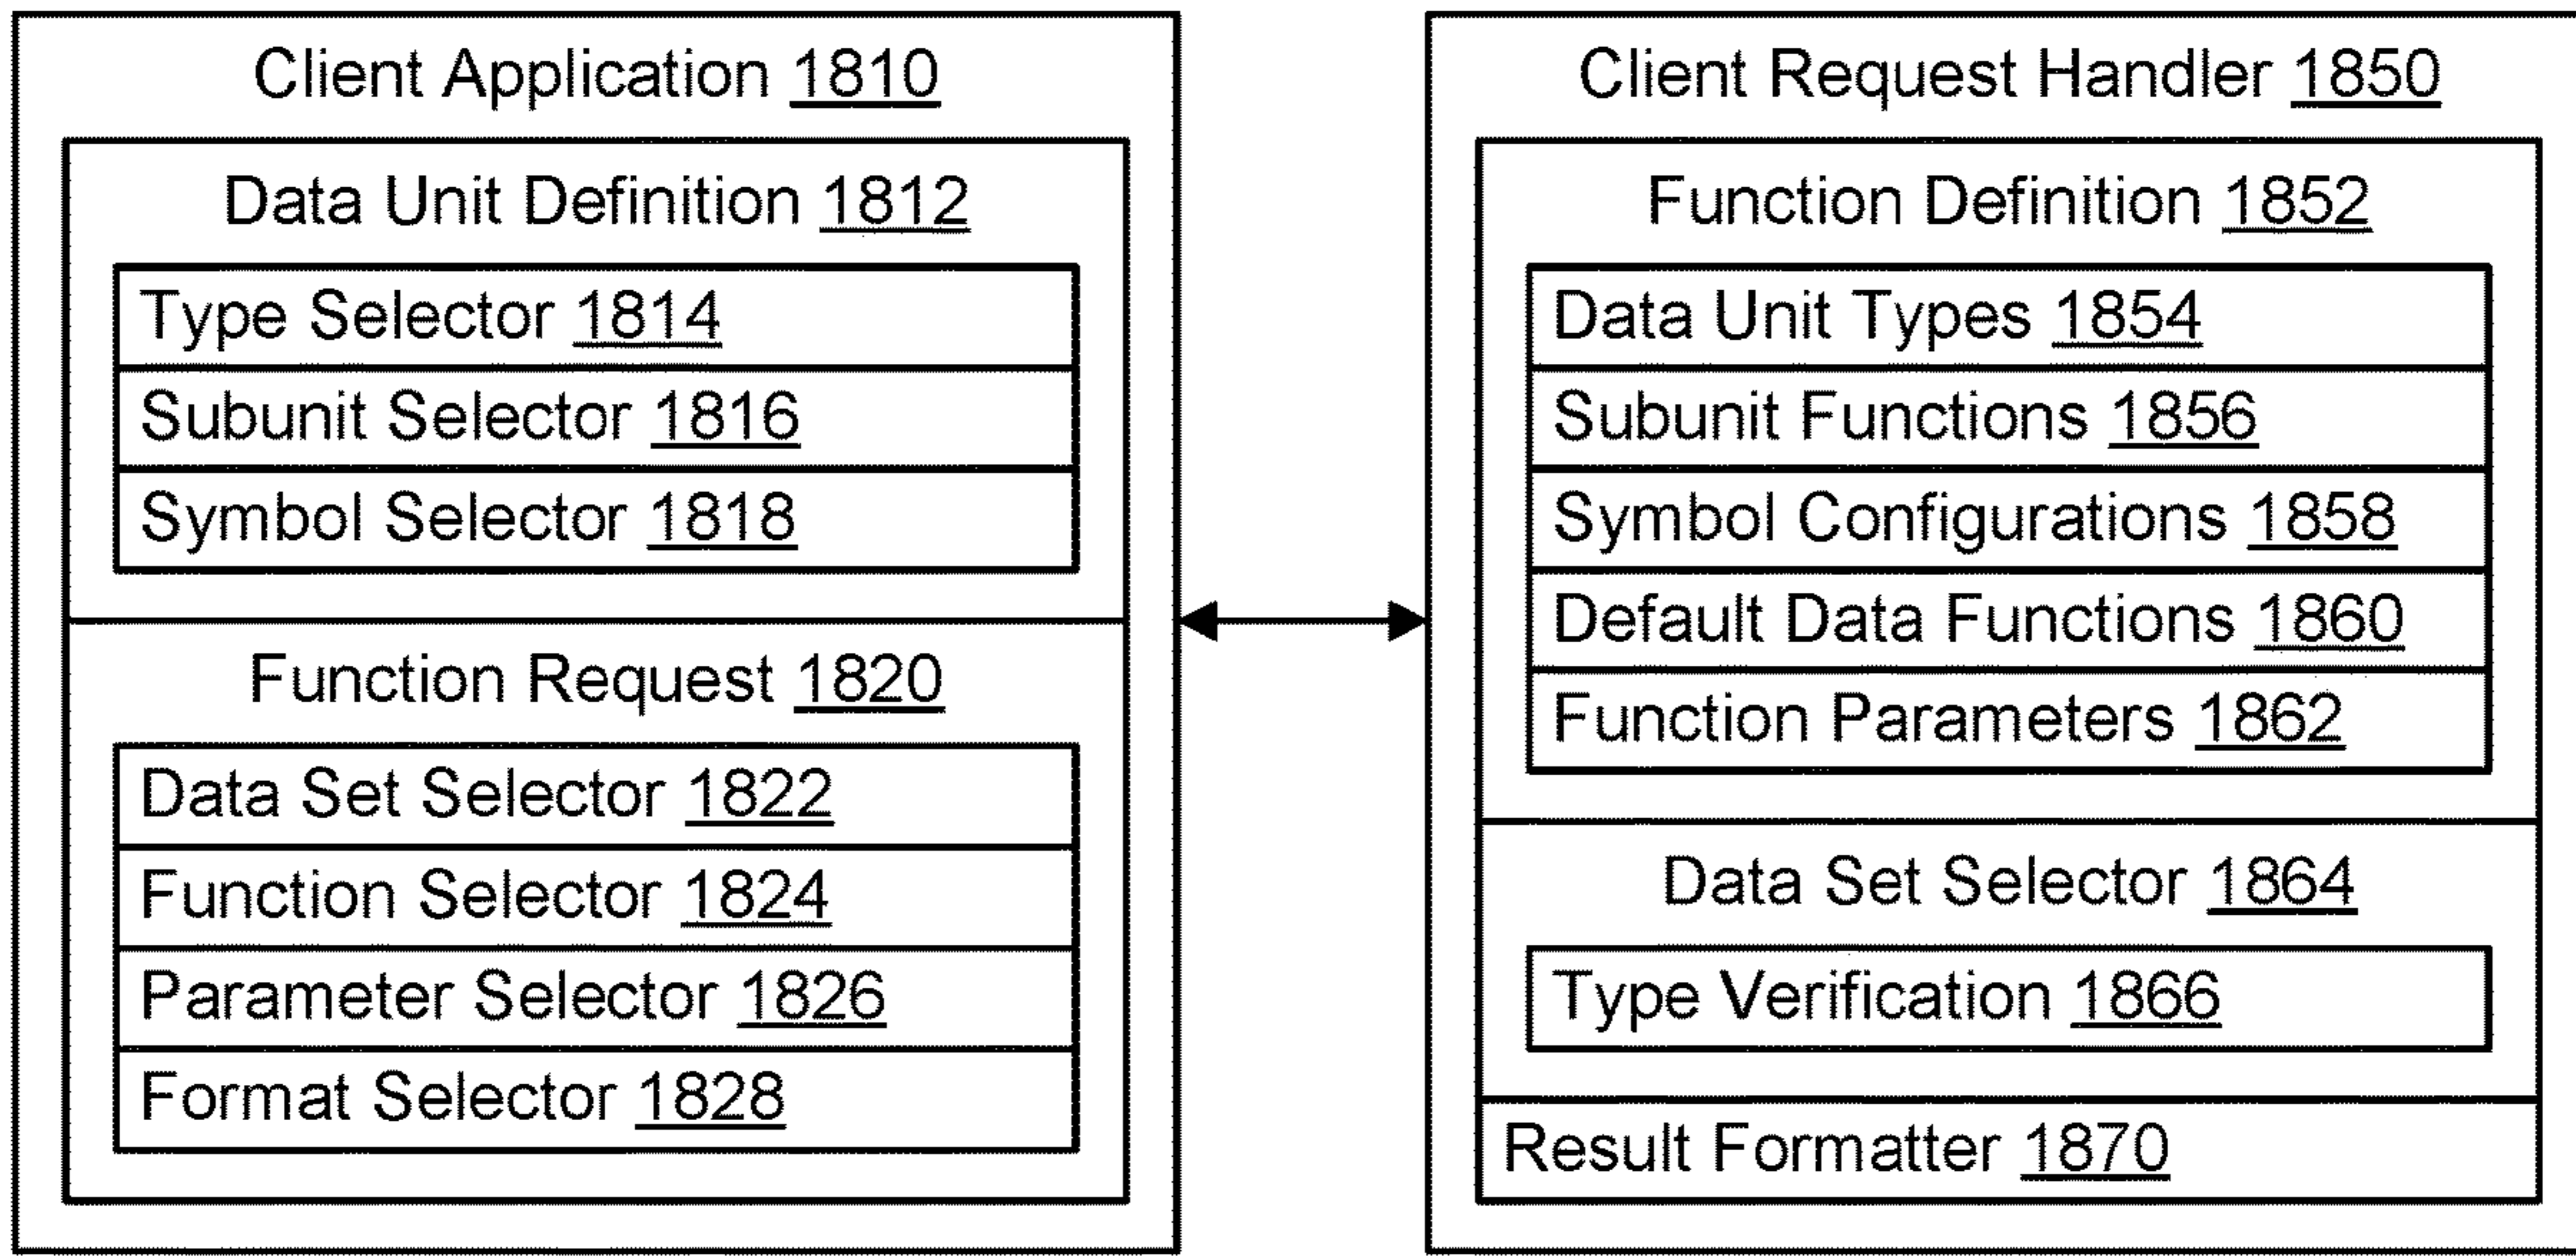 Client Application 1810
Data Unit Definition 1812
Type Selector 1814
Subunit Selector 1816
Symbol Selector 1818
Function Request 1820
Data Set Selector 1822
Function Selector 1824
Parameter Selector 1826
Format Selector 1828
Client Request Handler 1850
Function Definition 1852
Data Unit Types 1854
Subunit Functions 1856
Symbol Configurations 1858
Default Data Functions 1860
Function Parameters 1862
Data Set Selector 1864
Type Verification 1866
Result Formatter 1870